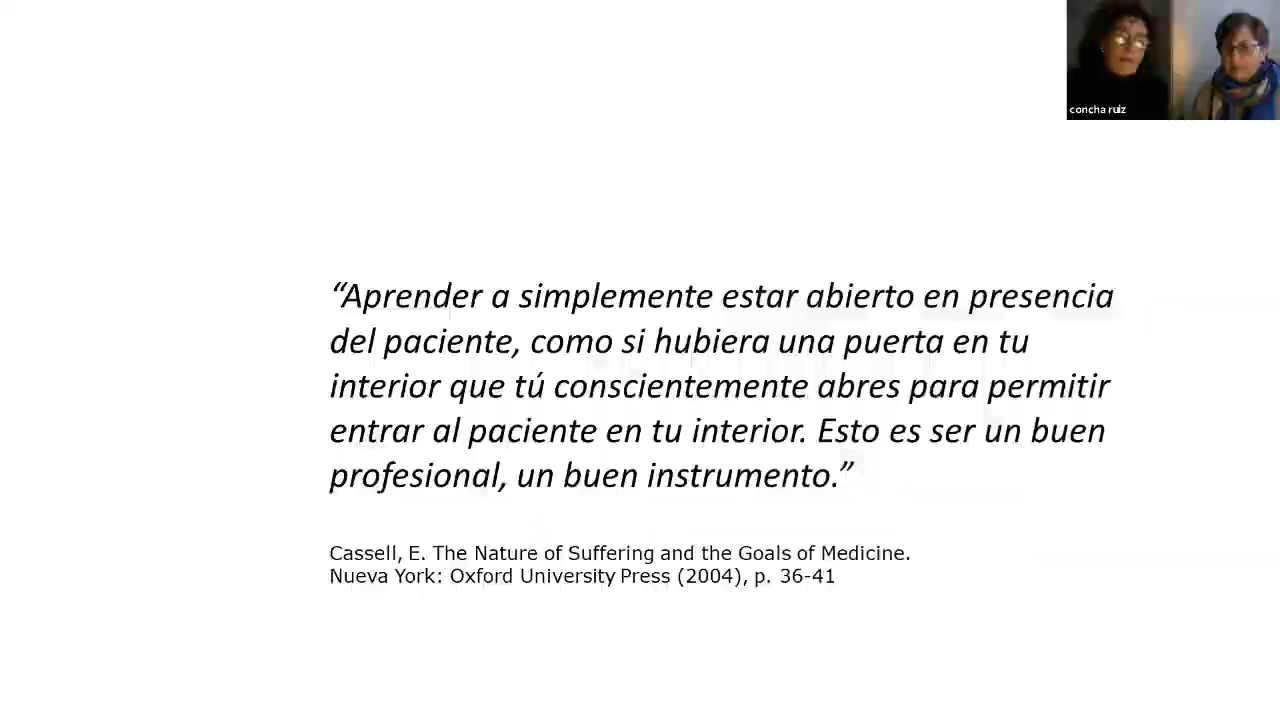 concha ruiz
“Aprender a simplemente estar abierto en presencia
del paciente, como si hubiera una puerta en tu
interior que tú conscientemente abres para permitir
entrar al paciente en tu interior. Esto es ser un buen
profesional, un buen instrumento.”
Cassell, E. The Nature of Suffering and the Goals of Medicine.
Nueva York: Oxford University Press (2004), p. 36-41